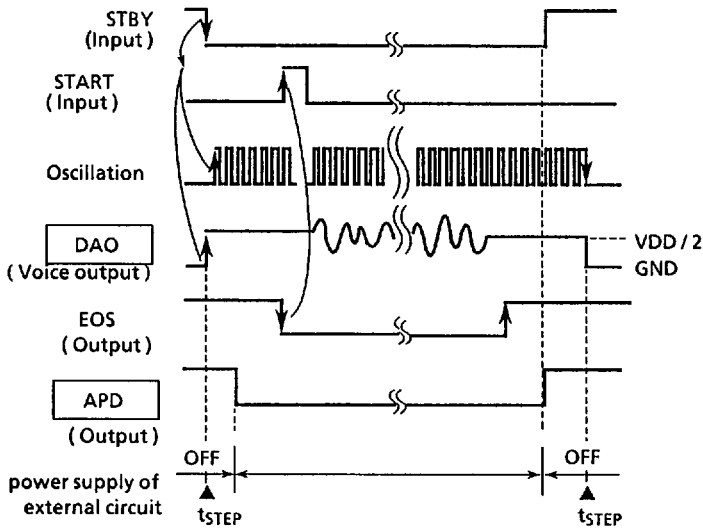 STBY
(Input)
START
( Input )
Oscillation
DAO
VDD / 2
( Voice output )
GND
EOS
( Output )
APD
( Output )
OFF
OFF
power supply of
external circuit
tSTEP
tSTEP